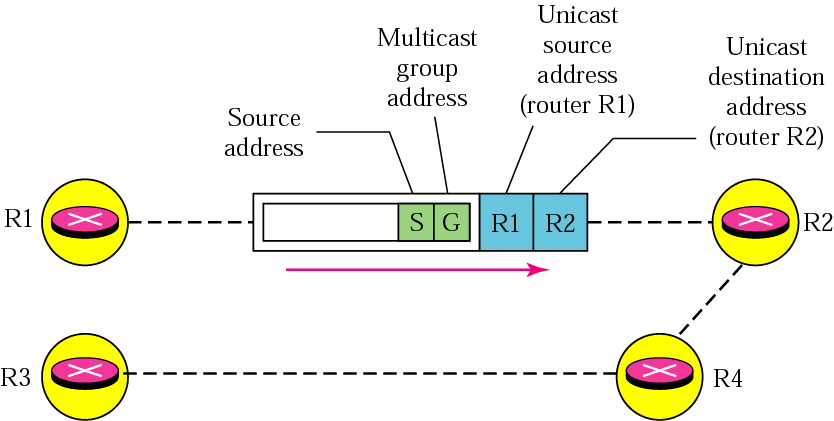 Unicast
source
address
(router R1)
Multicast
group
address
Unicast
destination
address
(router R2)
Source
address
R1
S
G
R1
R2
R2
R3
R4